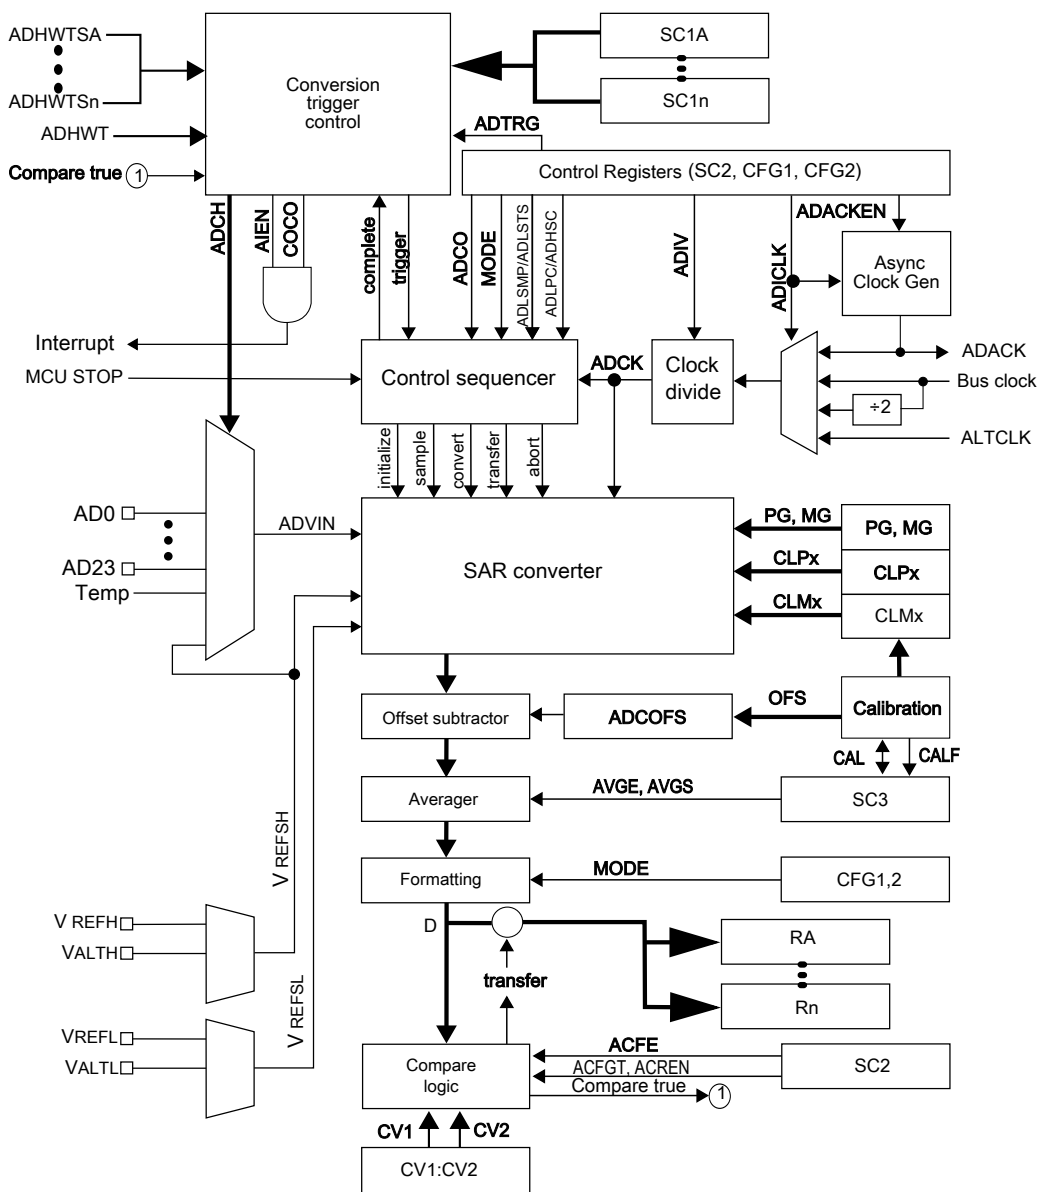 ADHWTSA
ADHWTSn
ADHWT
Compare true 1
Conversion
trigger
control
SC1A
SC1n
ADTRG
Control Registers (SC2, CFG1, CFG2)
ADCH
AIEN
COCO
complete
trigger
ADCO
MODE
ADLSMP/ADLSTS
ADLPC/ADHSC
ADIV
ADICLK
ADACKEN
Async
Clock Gen
Interrupt
MCU STOP
Control sequencer
ADCK
Clock
divide
ADACK
Bus clock
÷2
ALTCLK
initialize
sample
convert
transfer
abort
AD0
AD23
Temp
ADVIN
SAR converter
PG, MG
PG, MG
CLPx
CLPx
CLMx
CLMx
Offset subtractor
ADCOFS
OFS
Calibration
CAL
CALF
Averager
AVGE, AVGS
SC3
Formatting
MODE
CFG1,2
V REFSH
V REFSL
V REFH
VALTH
VREFL
VALTL
D
transfer
RA
Rn
Compare
logic
ACFE
ACFGT, ACREN
Compare true
1
SC2
CV1
CV2
CV1:CV2